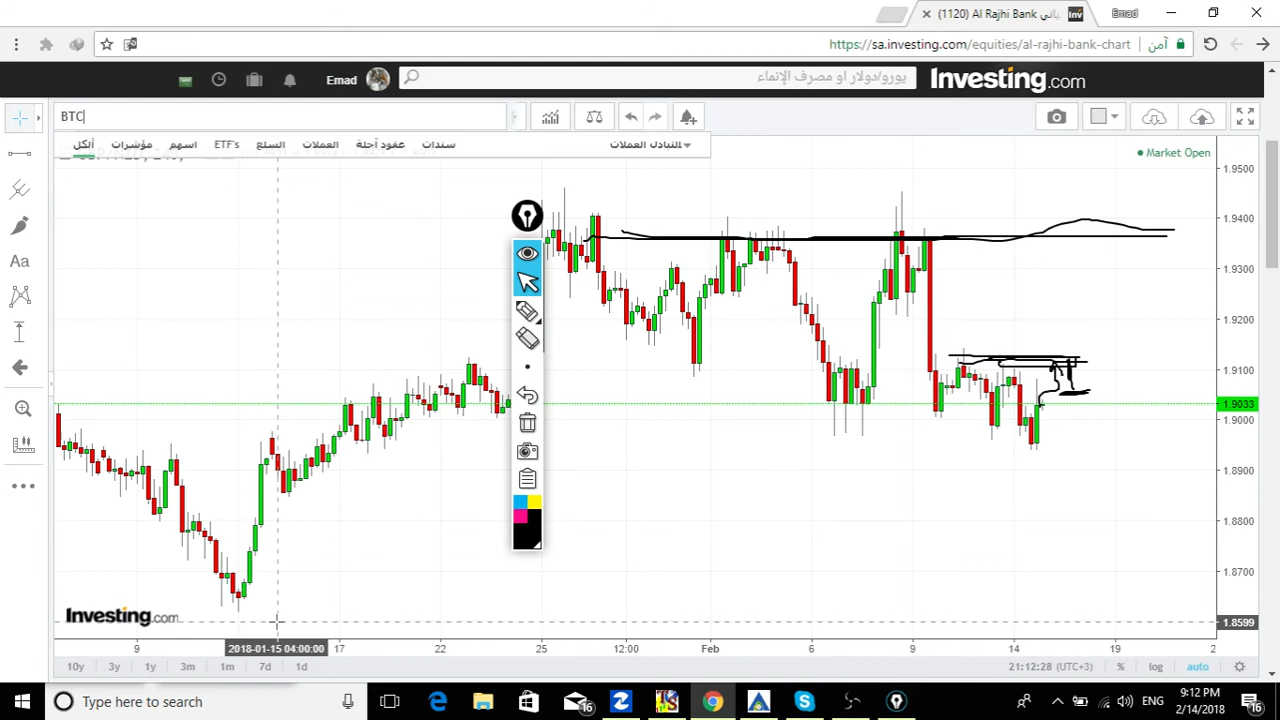 (1120) Al Rajhi Bank بياني
Emad
https://sa.investing.com/equities/al-rajhi-bank-chart
آمن
Emad
يورو/دولار او مصرف الإنماء
Investing.com
BTC
ألكل
مؤشرات
اسهم
ETF's
السلع
العملات
عقود آجلة
سندات
التبادل العملات
Market Open
Aa
1.9500
1.9400
1.9300
1.9200
1.9100
1.9033
1.9000
1.8900
1.8800
1.8700
1.8599
Investing.com
9
2018-01-15 04:00:00
17
22
25
12:00
Feb
6
9
14
2
10y
3y
1y
3m
1m
7d
1d
21:12:28 (UTC+3)
%
log
auto
Type here to search
16
ENG
9:12 PM
2/14/2018
16